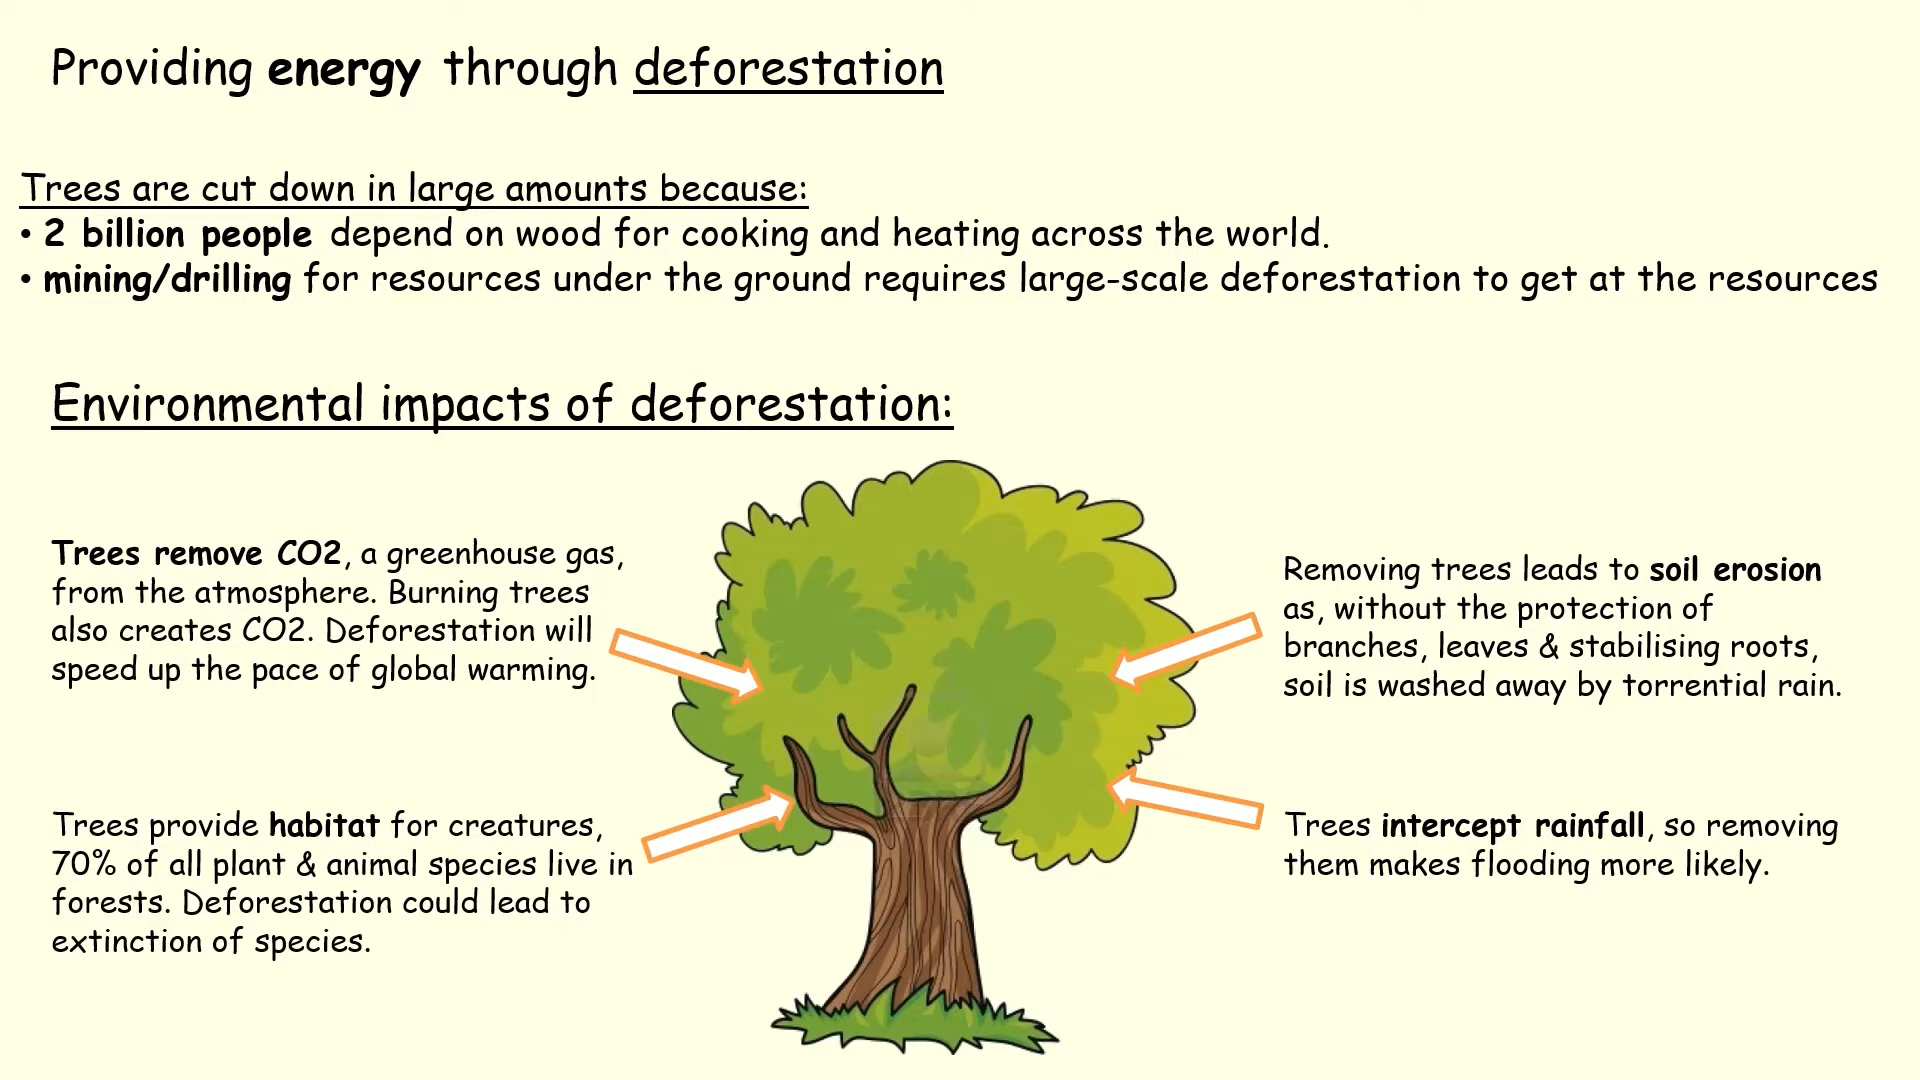 Providing energy through deforestation
Trees are cut down in large amounts because:
• 2 billion people depend on wood for cooking and heating across the world.
• mining/drilling for resources under the ground requires large-scale deforestation to get at the resources
Environmental impacts of deforestation:
Trees remove CO2, a greenhouse gas,
from the atmosphere. Burning trees
also creates CO2. Deforestation will
speed up the pace of global warming.
Trees provide habitat for creatures,
70% of all plant & animal species live in
forests. Deforestation could lead to
extinction of species.
Removing trees leads to soil erosion
as, without the protection of
branches, leaves & stabilising roots,
soil is washed away by torrential rain.
Trees intercept rainfall, so removing
them makes flooding more likely.